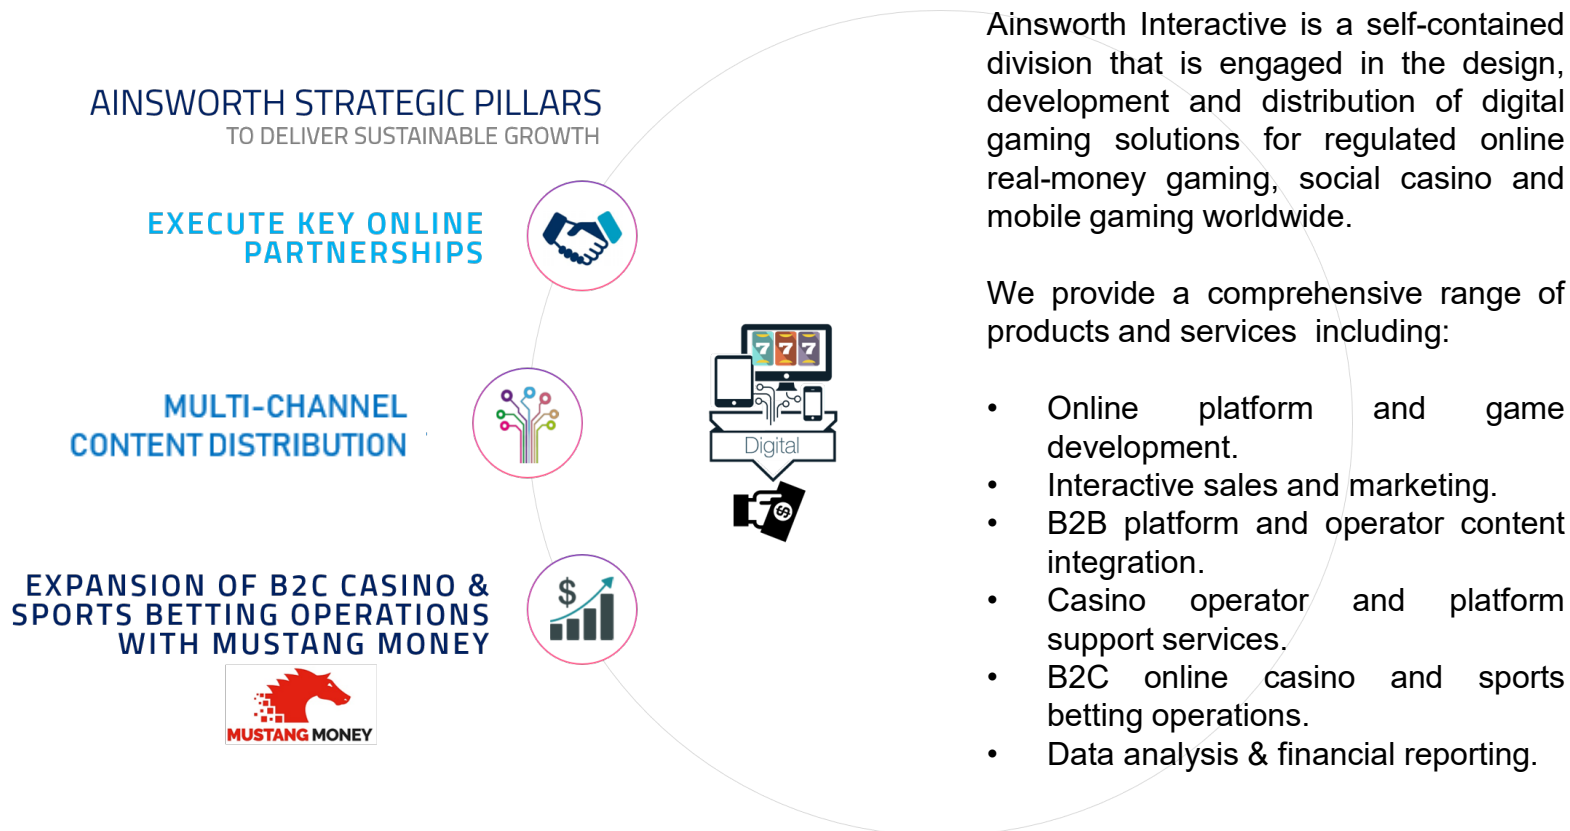 AINSWORTH STRATEGIC PILLARS
TO DELIVER SUSTAINABLE GROWTH
EXECUTE KEY ONLINE
PARTNERSHIPS
MULTI-CHANNEL
CONTENT DISTRIBUTION
EXPANSION OF B2C CASINO &
SPORTS BETTING OPERATIONS
WITH MUSTANG MONEY
MUSTANG MONEY
7 7 7
Digital
$
$
Ainsworth Interactive is a self-contained
division that is engaged in the design,
development and distribution of digital
gaming solutions for regulated online
real-money gaming, social casino and
mobile gaming worldwide.
We provide a comprehensive range of
products and services including:
• Online platform and game
development.
• Interactive sales and marketing.
• B2B platform and operator content
integration.
• Casino operator and platform
support services.
• B2C online casino and sports
betting operations.
• Data analysis & financial reporting.